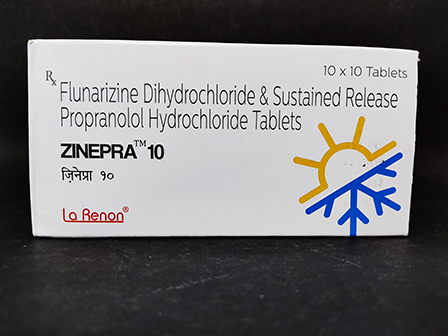 10 x 10 Tablets
Rx Flunarizine Dihydrochloride & Sustained Release
Propranolol Hydrochloride Tablets
ZINEPRA™ 10
ज़िनेप्रा १०
La Renon®